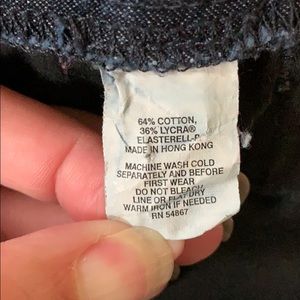 64% COTTON,
36% LYCRA®
ELASTERELL-P
MADE IN HONG KONG
MACHINE WASH COLD
SEPARATELY AND BEFORE
FIRST WEAR
DO NOT BLEACH
LINE OR FLAT DRY
WARM IRON IF NEEDED
RN 54867